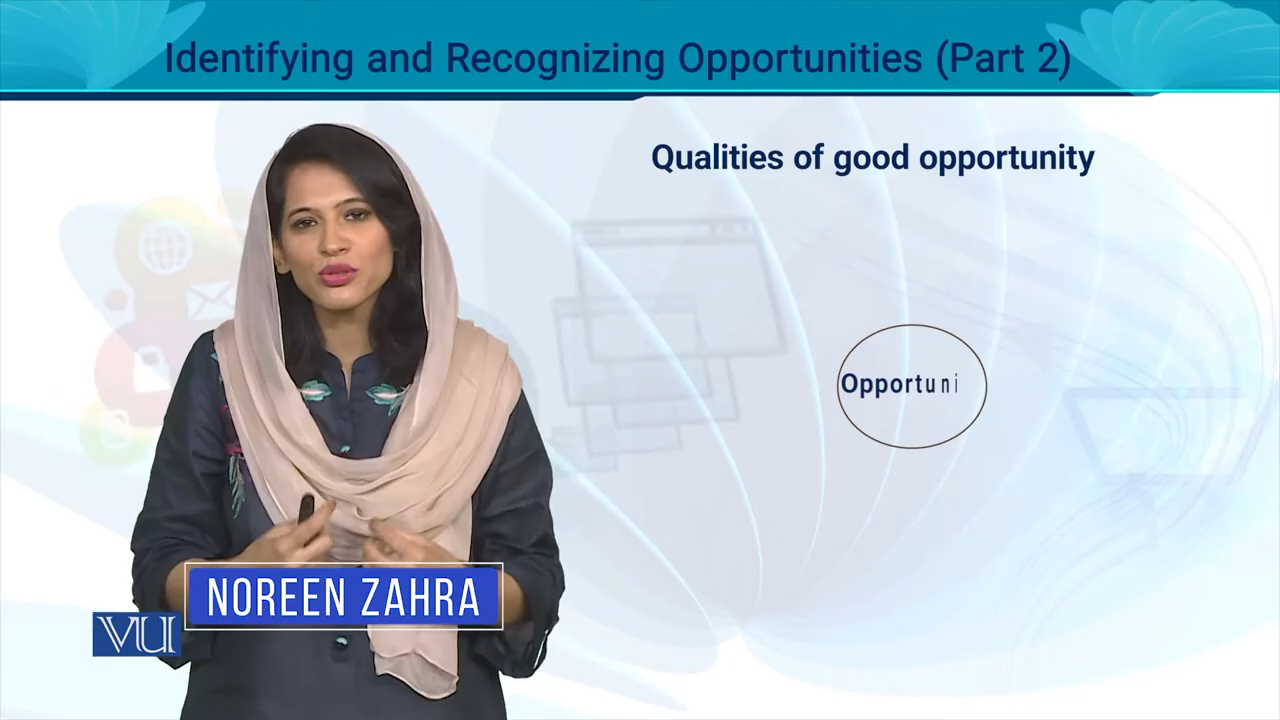 Identifying and Recognizing Opportunities (Part 2)
Qualities of good opportunity
Opportuni
NOREEN ZAHRA
VU